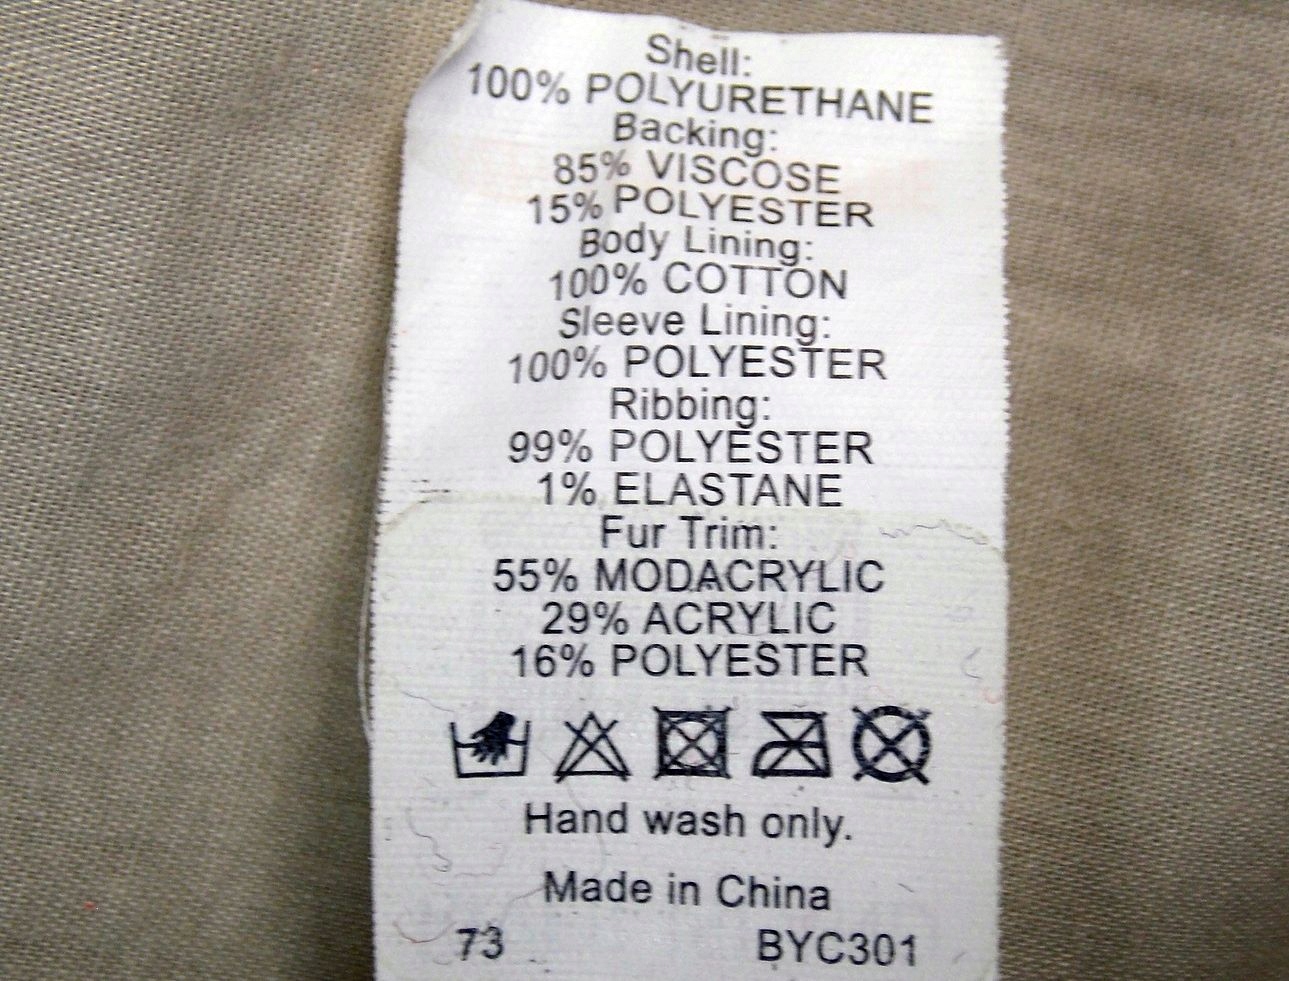 Shell:
100% POLYURETHANE
Backing:
85% VISCOSE
15% POLYESTER
Body Lining:
100% COTTON
Sleeve Lining:
100% POLYESTER
Ribbing:
99% POLYESTER
1% ELASTANE
Fur Trim:
55% MODACRYLIC
29% ACRYLIC
16% POLYESTER
Hand wash only.
Made in China
73 BYC301